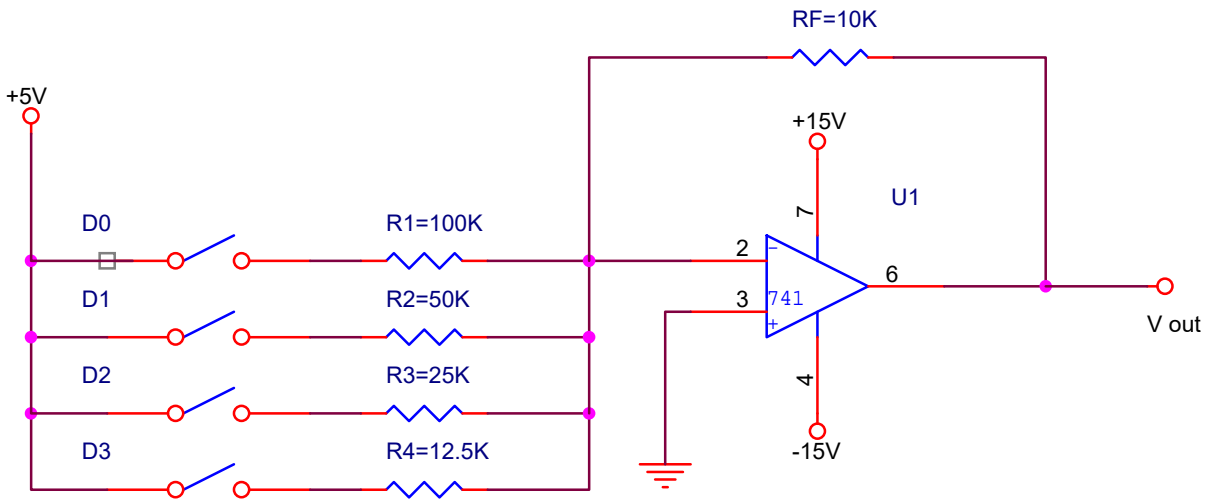 RF=10K
+5V
+15V
U1
7
D0
R1=100K
2
-
6
D1
R2=50K
3
741
+
V out
D2
R3=25K
4
D3
R4=12.5K
-15V